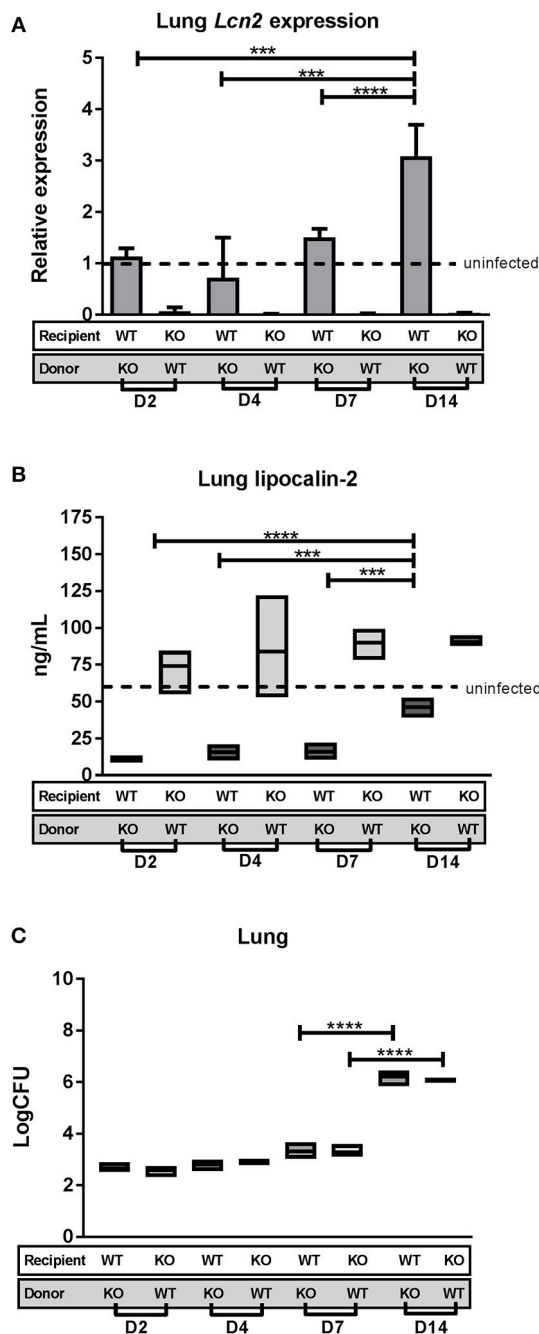 A
Lung Lcn2 expression
***
***
****
5
4
3
2
1
0
Relative expression
uninfected
Recipient WT KO WT KO WT KO WT KO
Donor KO WT KO WT KO WT KO WT
D2 D4 D7 D14
B
Lung lipocalin-2
****
***
***
175
150
125
100
75
50
25
0
ng/mL
uninfected
Recipient WT KO WT KO WT KO WT KO
Donor KO WT KO WT KO WT KO WT
D2 D4 D7 D14
C
Lung
****
****
10
8
6
4
2
0
LogCFU
Recipient WT KO WT KO WT KO WT KO
Donor KO WT KO WT KO WT KO WT
D2 D4 D7 D14